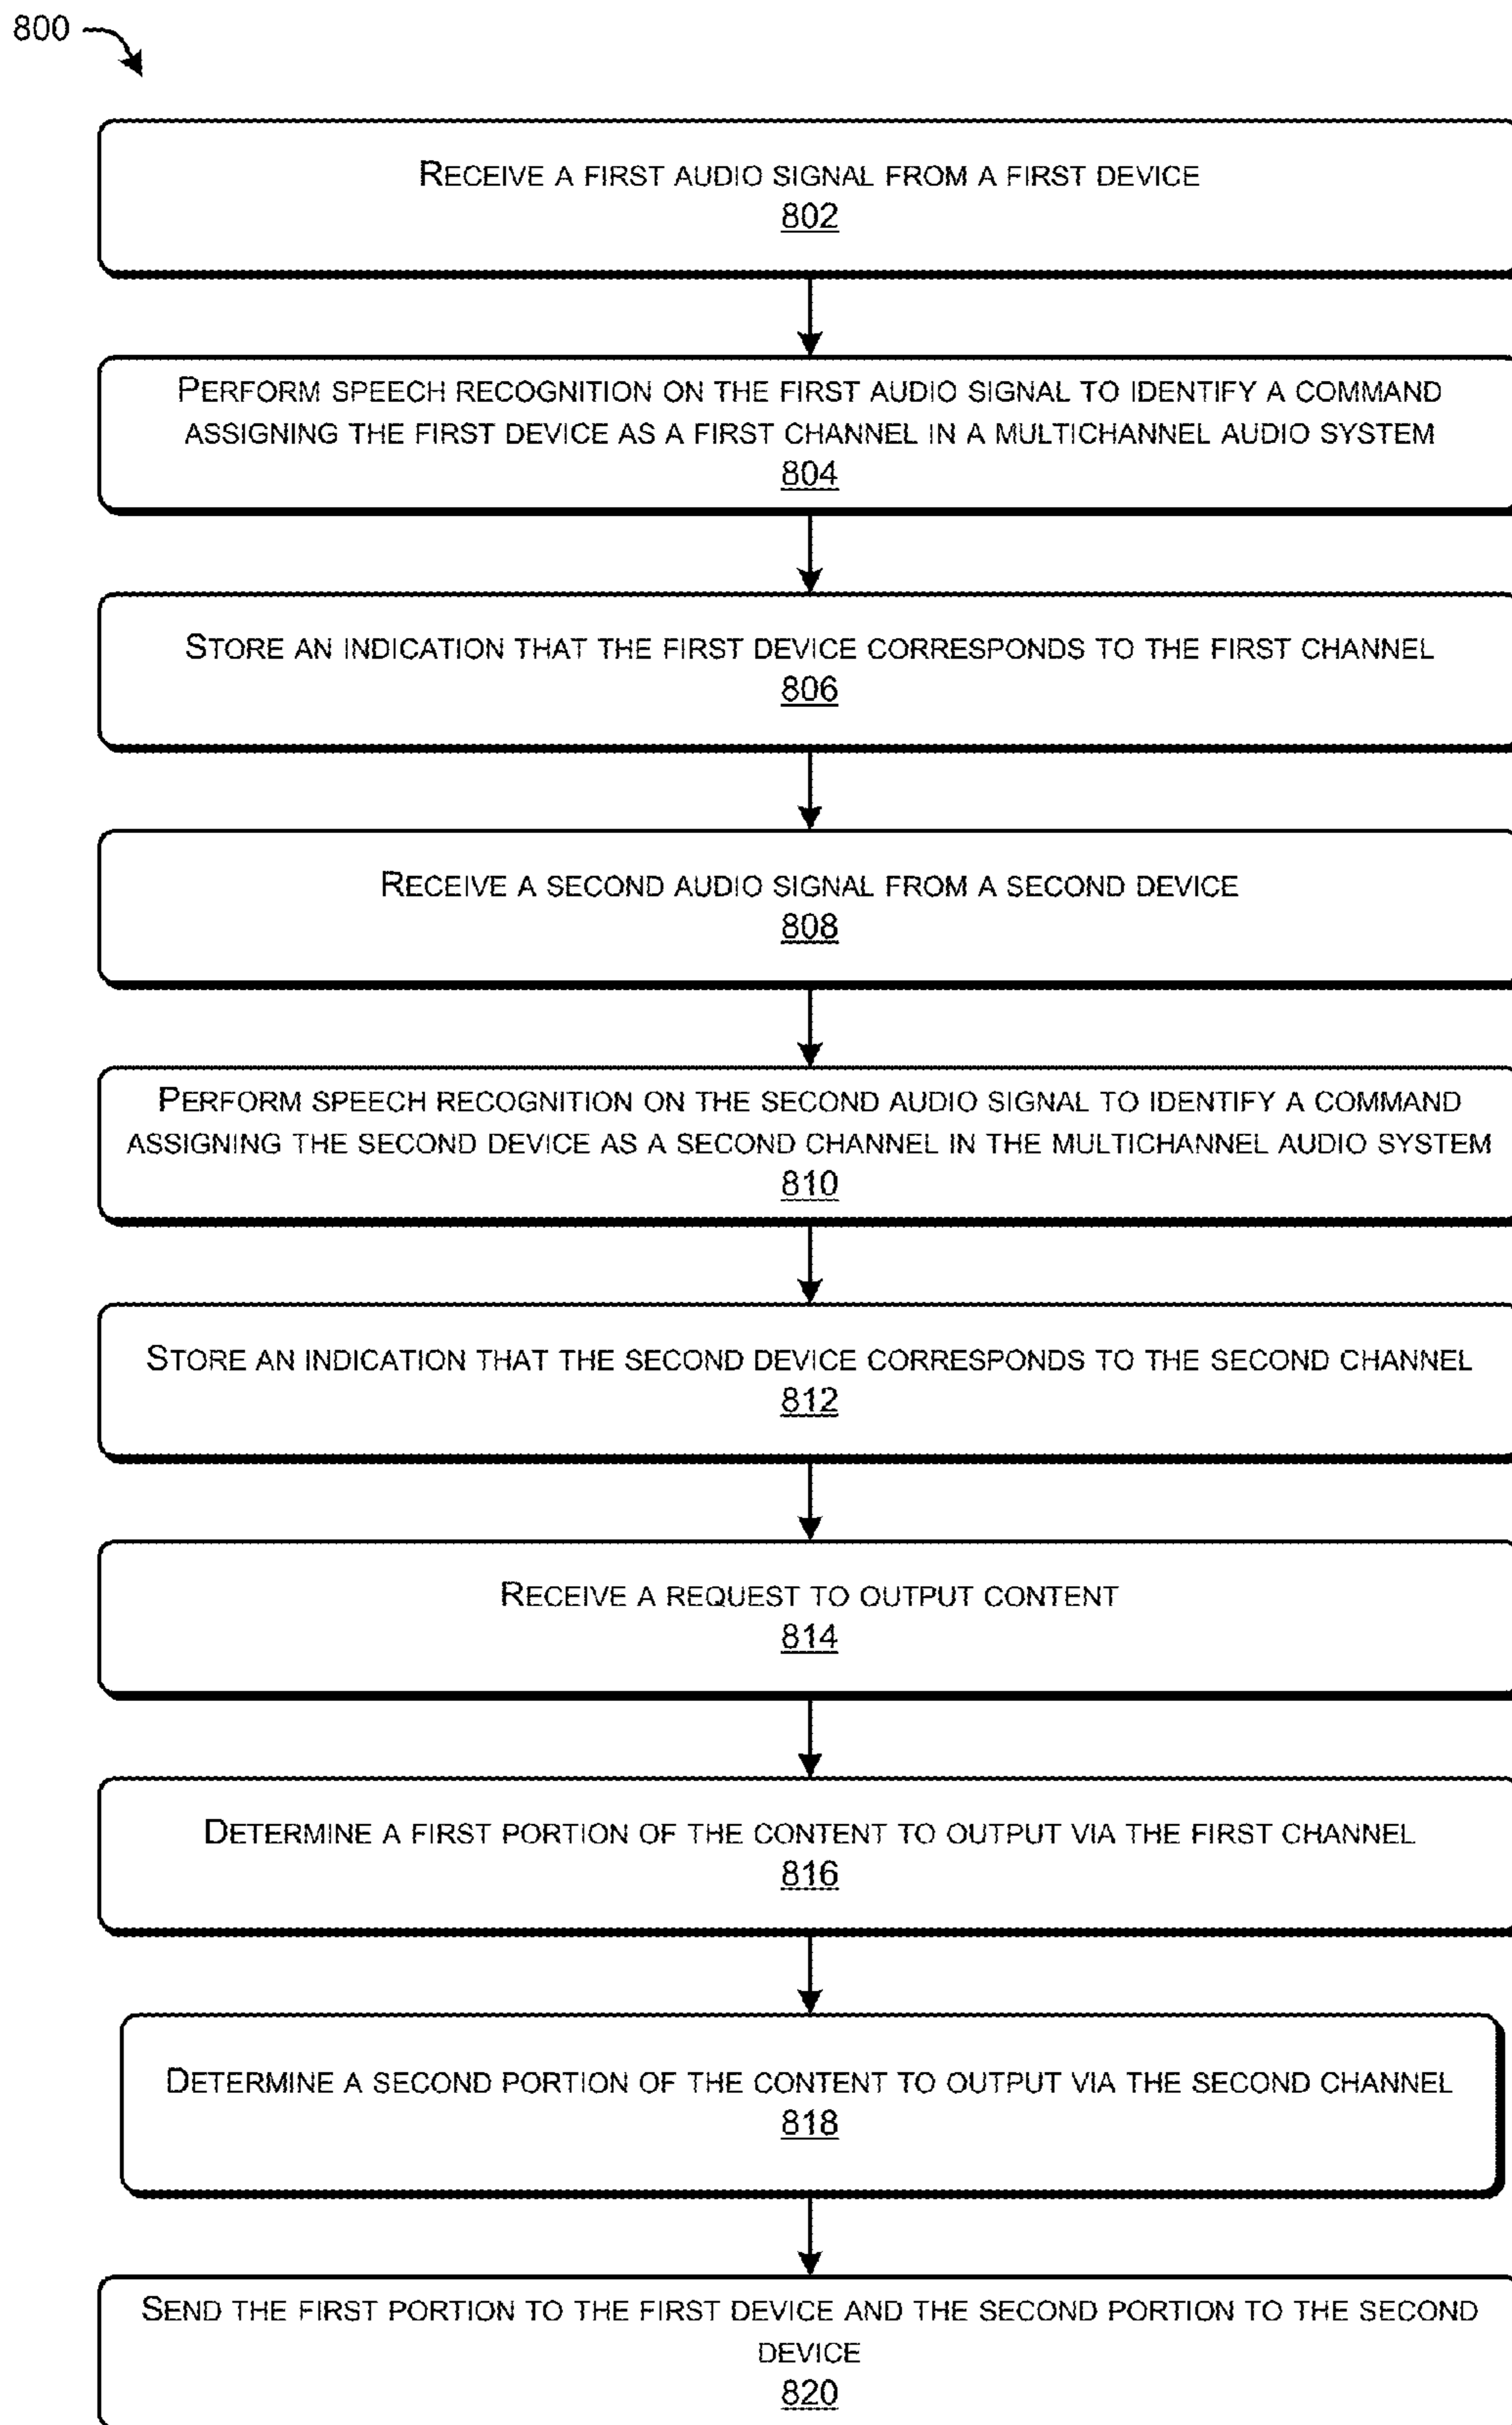 800
RECEIVE A FIRST AUDIO SIGNAL FROM A FIRST DEVICE
802
PERFORM SPEECH RECOGNITION ON THE FIRST AUDIO SIGNAL TO IDENTIFY A COMMAND
ASSIGNING THE FIRST DEVICE AS A FIRST CHANNEL IN A MULTICHANNEL AUDIO SYSTEM
804
STORE AN INDICATION THAT THE FIRST DEVICE CORRESPONDS TO THE FIRST CHANNEL
806
RECEIVE A SECOND AUDIO SIGNAL FROM A SECOND DEVICE
808
PERFORM SPEECH RECOGNITION ON THE SECOND AUDIO SIGNAL TO IDENTIFY A COMMAND
ASSIGNING THE SECOND DEVICE AS A SECOND CHANNEL IN THE MULTICHANNEL AUDIO SYSTEM
810
STORE AN INDICATION THAT THE SECOND DEVICE CORRESPONDS TO THE SECOND CHANNEL
812
RECEIVE A REQUEST TO OUTPUT CONTENT
814
DETERMINE A FIRST PORTION OF THE CONTENT TO OUTPUT VIA THE FIRST CHANNEL
816
DETERMINE A SECOND PORTION OF THE CONTENT TO OUTPUT VIA THE SECOND CHANNEL
818
SEND THE FIRST PORTION TO THE FIRST DEVICE AND THE SECOND PORTION TO THE SECOND
DEVICE
820